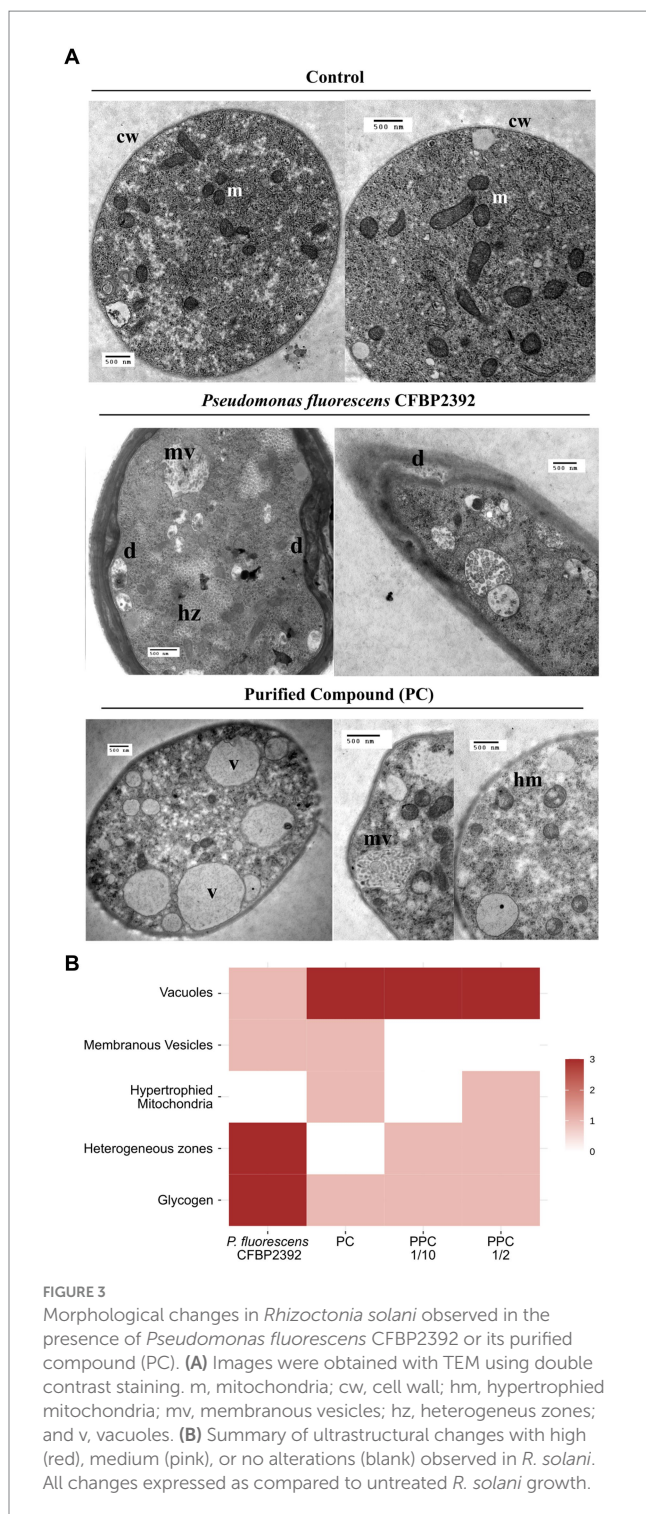 A
Control
cw
m
500 nm
500 nm
cw
m
Pseudomonas fluorescens CFBP2392
mv
d
d
hz
500 nm
d
500 nm
Purified Compound (PC)
500 nm
v
v
500 nm
mv
500 nm
hm
B
Vacuoles
Membranous Vesicles
Hypertrophied
Mitochondria
Heterogeneous zones
Glycogen
3
2
1
0
P. fluorescens
CFBP2392
PC
PPC
1/10
PPC
1/2
FIGURE 3
Morphological changes in Rhizoctonia solani observed in the
presence of Pseudomonas fluorescens CFBP2392 or its purified
compound (PC). (A) Images were obtained with TEM using double
contrast staining. m, mitochondria; cw, cell wall; hm, hypertrophied
mitochondria; mv, membranous vesicles; hz, heterogeneus zones;
and v, vacuoles. (B) Summary of ultrastructural changes with high
(red), medium (pink), or no alterations (blank) observed in R. solani.
All changes expressed as compared to untreated R. solani growth.